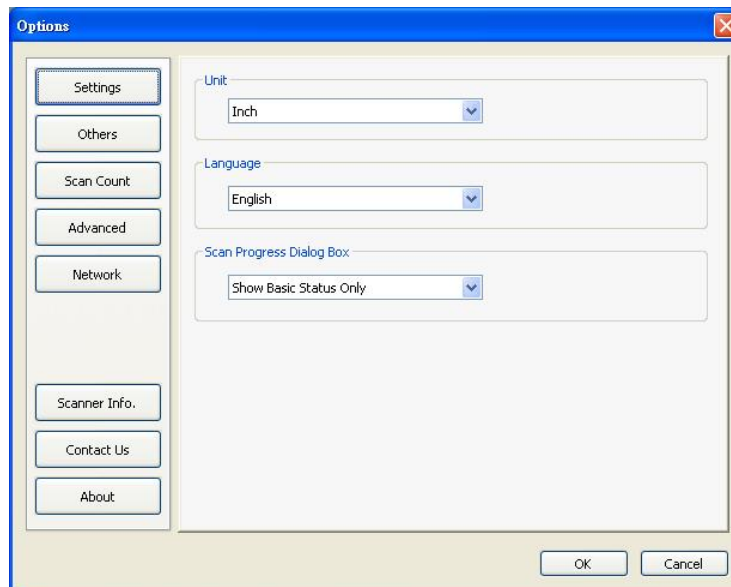 Options
Settings
Others
Scan Count
Advanced
Network
Scanner Info.
Contact Us
About
Unit
Inch
Language
English
Scan Progress Dialog Box
Show Basic Status Only
OK
Cancel